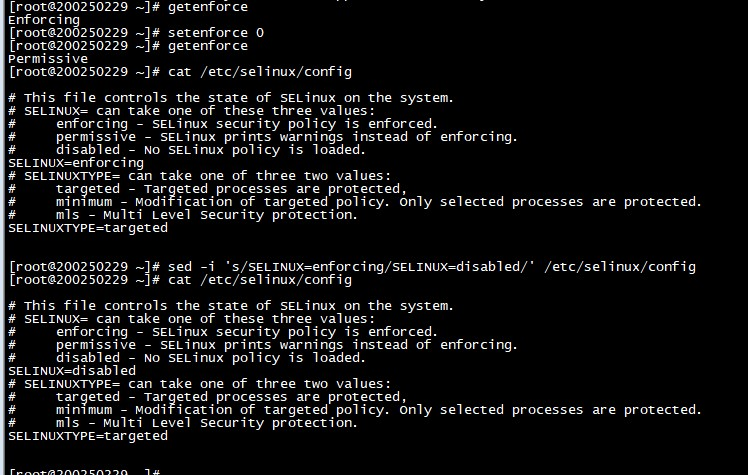 [root@200250229 ~]# getenforce
Enforcing
[root@200250229 ~]# setenforce 0
[root@200250229 ~]# getenforce
Permissive
[root@200250229 ~]# cat /etc/selinux/config

# This file controls the state of SELinux on the system.
# SELINUX= can take one of these three values:
#     enforcing - SELinux security policy is enforced.
#     permissive - SELinux prints warnings instead of enforcing.
#     disabled - No SELinux policy is loaded.
SELINUX=enforcing
# SELINUXTYPE= can take one of three two values:
#     targeted - Targeted processes are protected,
#     minimum - Modification of targeted policy. Only selected processes are protected.
#     mls - Multi Level Security protection.
SELINUXTYPE=targeted

[root@200250229 ~]# sed -i 's/SELINUX=enforcing/SELINUX=disabled/' /etc/selinux/config
[root@200250229 ~]# cat /etc/selinux/config

# This file controls the state of SELinux on the system.
# SELINUX= can take one of these three values:
#     enforcing - SELinux security policy is enforced.
#     permissive - SELinux prints warnings instead of enforcing.
#     disabled - No SELinux policy is loaded.
SELINUX=disabled
# SELINUXTYPE= can take one of three two values:
#     targeted - Targeted processes are protected,
#     minimum - Modification of targeted policy. Only selected processes are protected.
#     mls - Multi Level Security protection.
SELINUXTYPE=targeted

[root@200250229 ~]#